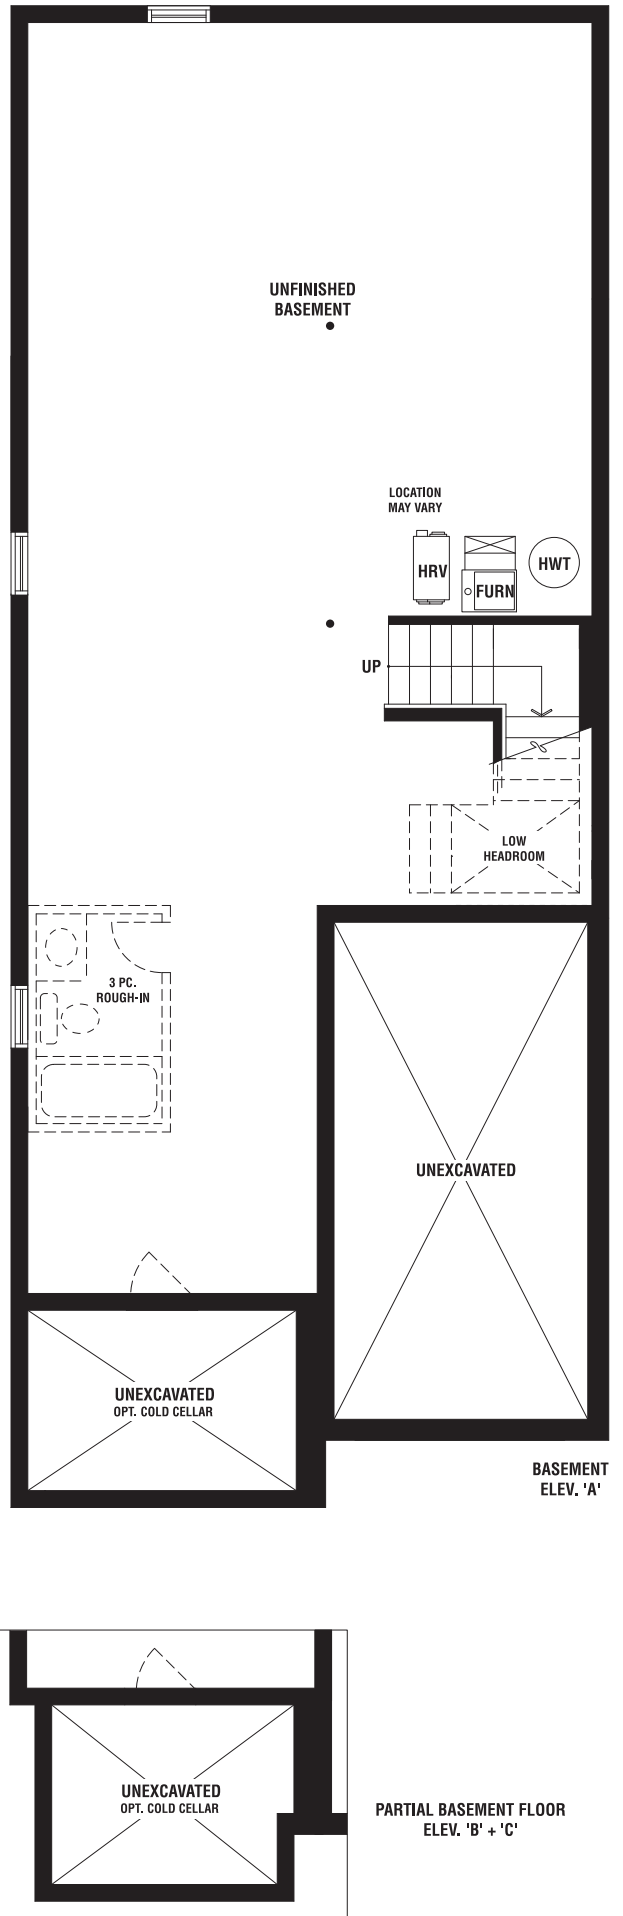 UNFINISHED
BASEMENT
LOCATION
MAY VARY
HRV
FURN
HWT
UP
LOW
HEADROOM
3 PC.
ROUGH-IN
UNEXCAVATED
UNEXCAVATED
OPT. COLD CELLAR
BASEMENT
ELEV. 'A'
UNEXCAVATED
OPT. COLD CELLAR
PARTIAL BASEMENT FLOOR
ELEV. 'B' + 'C'